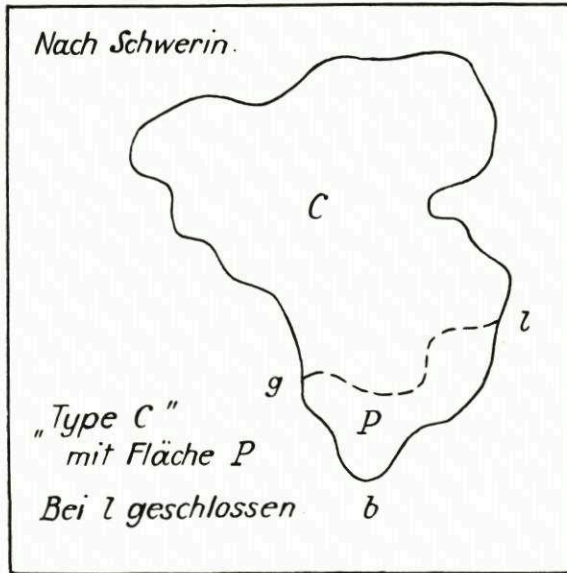 Nach Schwerin.
C
l
g
P
„Type C"
mit Fläche P
Bei l geschlossen
b